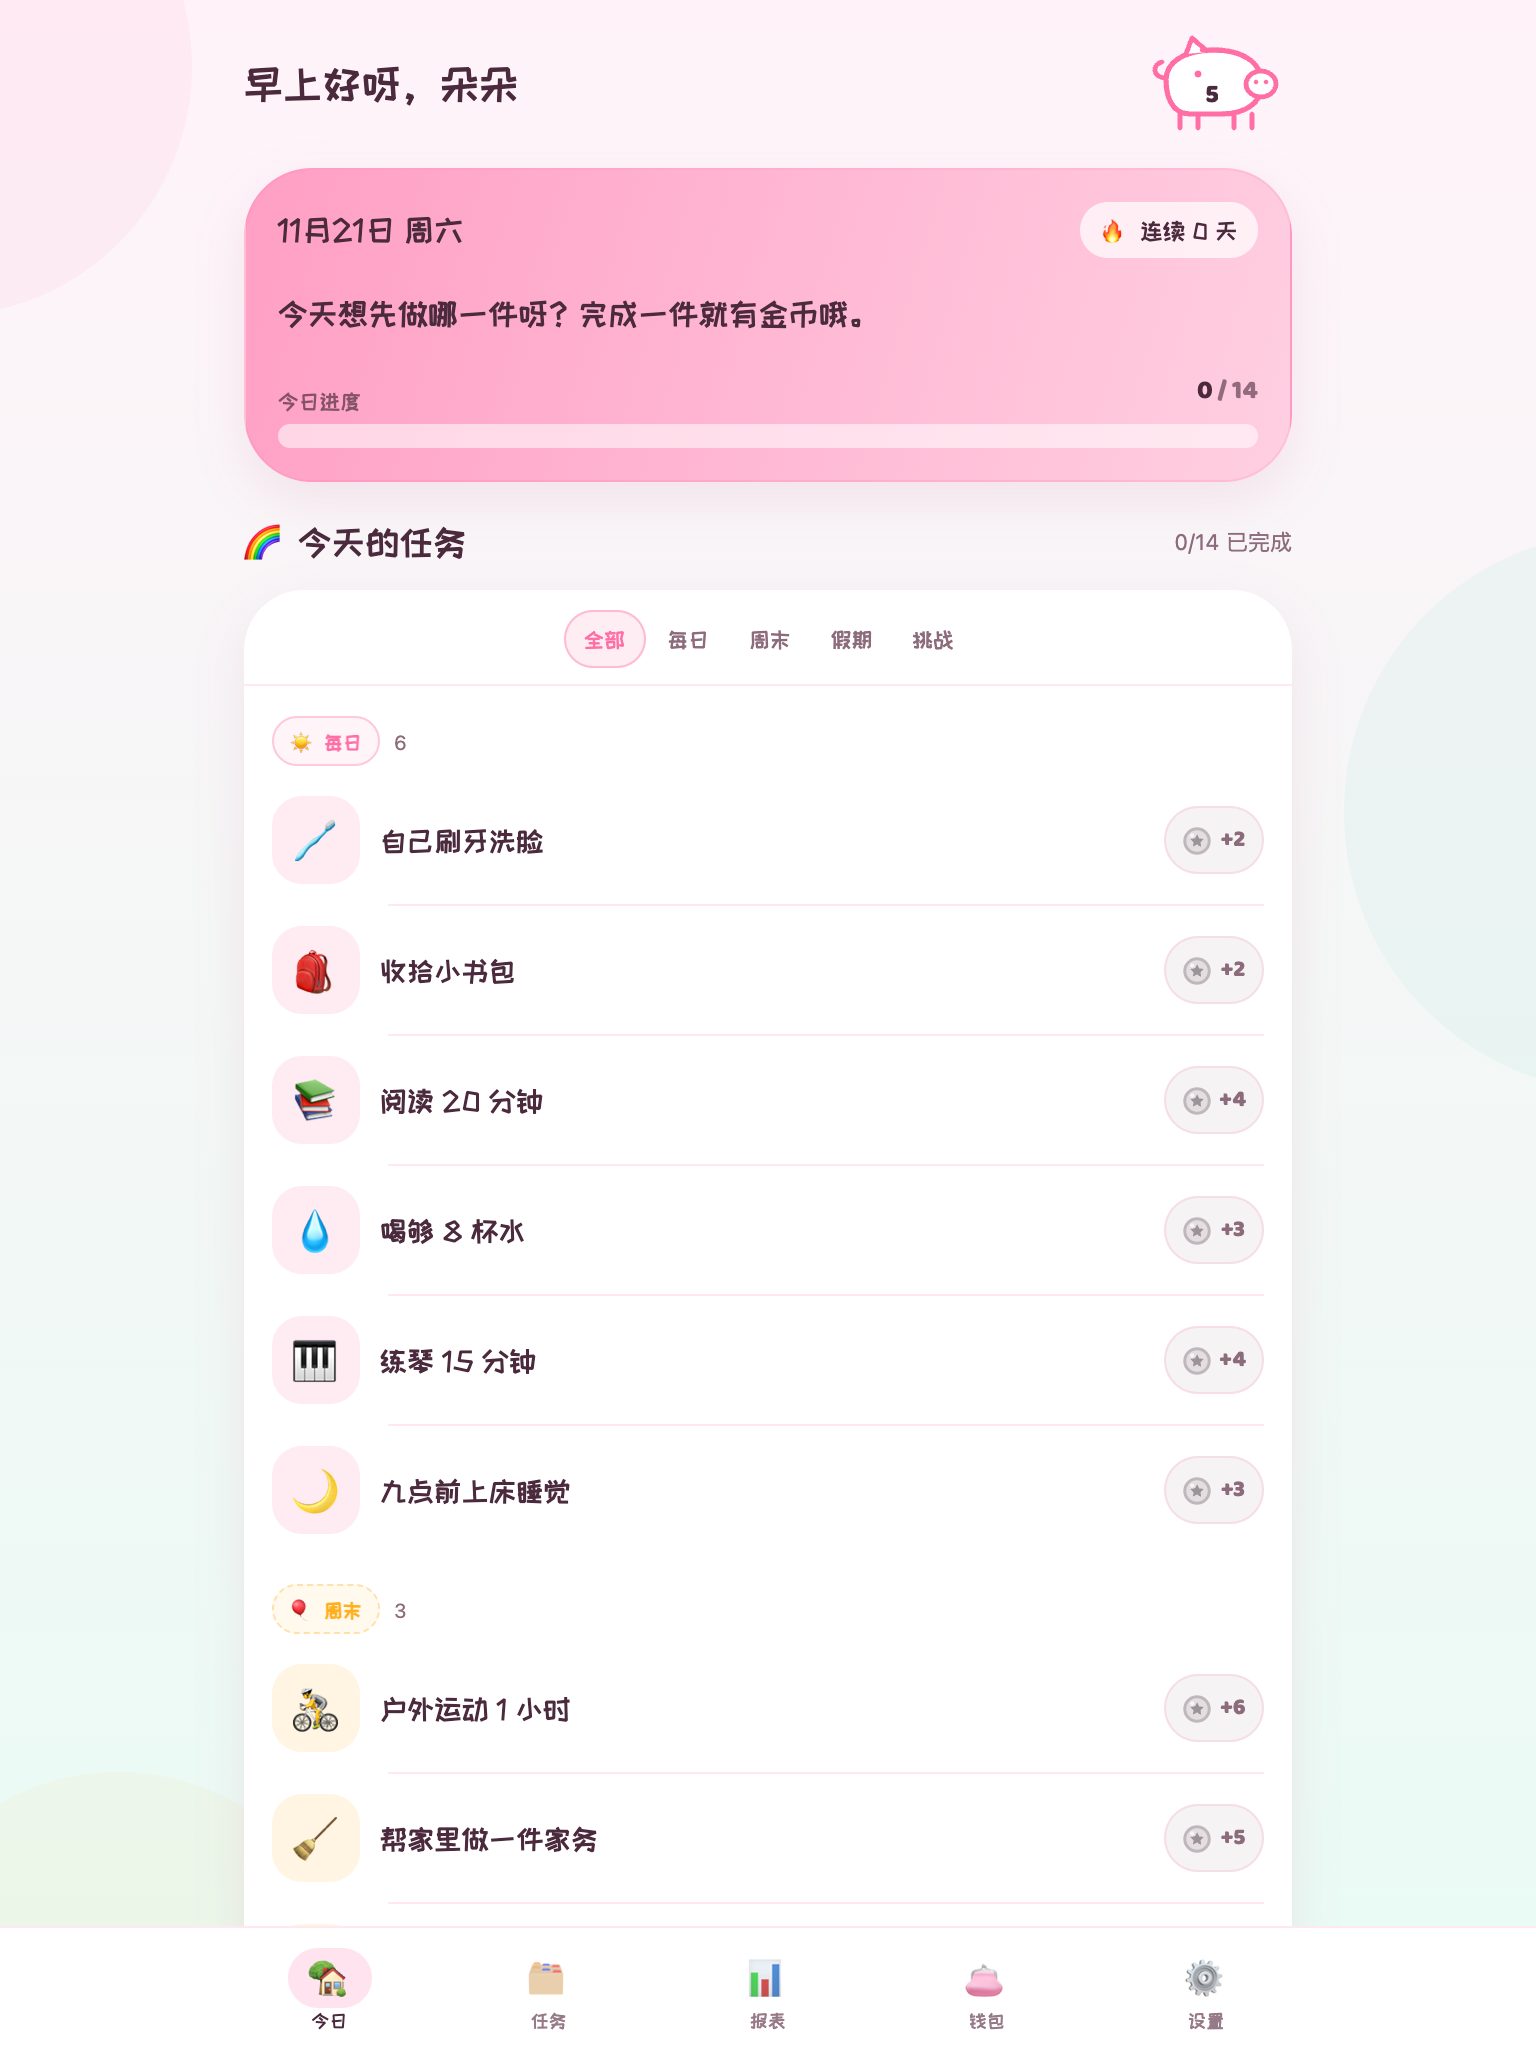 早上好呀，朵朵
5
11月21日 周六
连续 0 天
今天想先做哪一件呀？完成一件就有金币哦。
今日进度
0 / 14
今天的任务
0/14 已完成
全部 每日 周末 假期 挑战
每日 6
自己刷牙洗脸 +2
收拾小书包 +2
阅读 20 分钟 +4
喝够 8 杯水 +3
练琴 15 分钟 +4
九点前上床睡觉 +3
周末 3
户外运动 1 小时 +6
帮家里做一件家务 +5
今日 任务 报表 钱包 设置